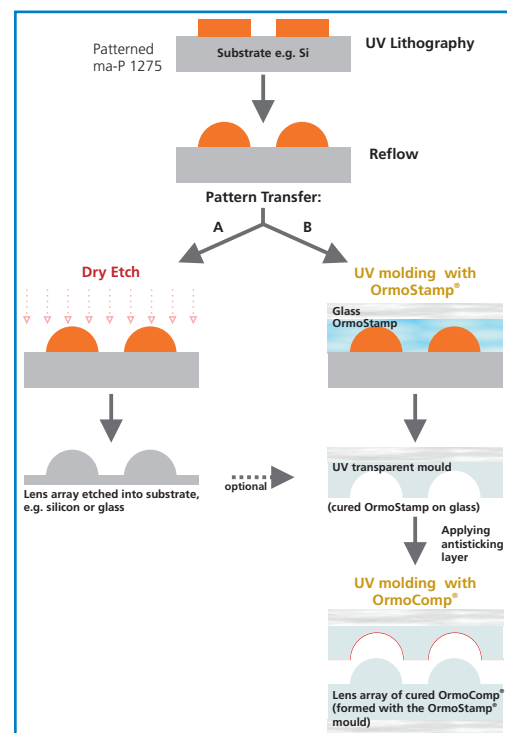 Patterned
ma-P 1275
Substrate e.g. Si
UV Lithography
Reflow
Pattern Transfer:
A
B
Dry Etch
UV molding with
OrmoStamp®
Glass
OrmoStamp
Lens array etched into substrate,
e.g. silicon or glass
optional
UV transparent mould
(cured OrmoStamp on glass)
Applying
antisticking
layer
UV molding with
OrmoComp®
Lens array of cured OrmoComp®
(formed with the OrmoStamp®
mould)